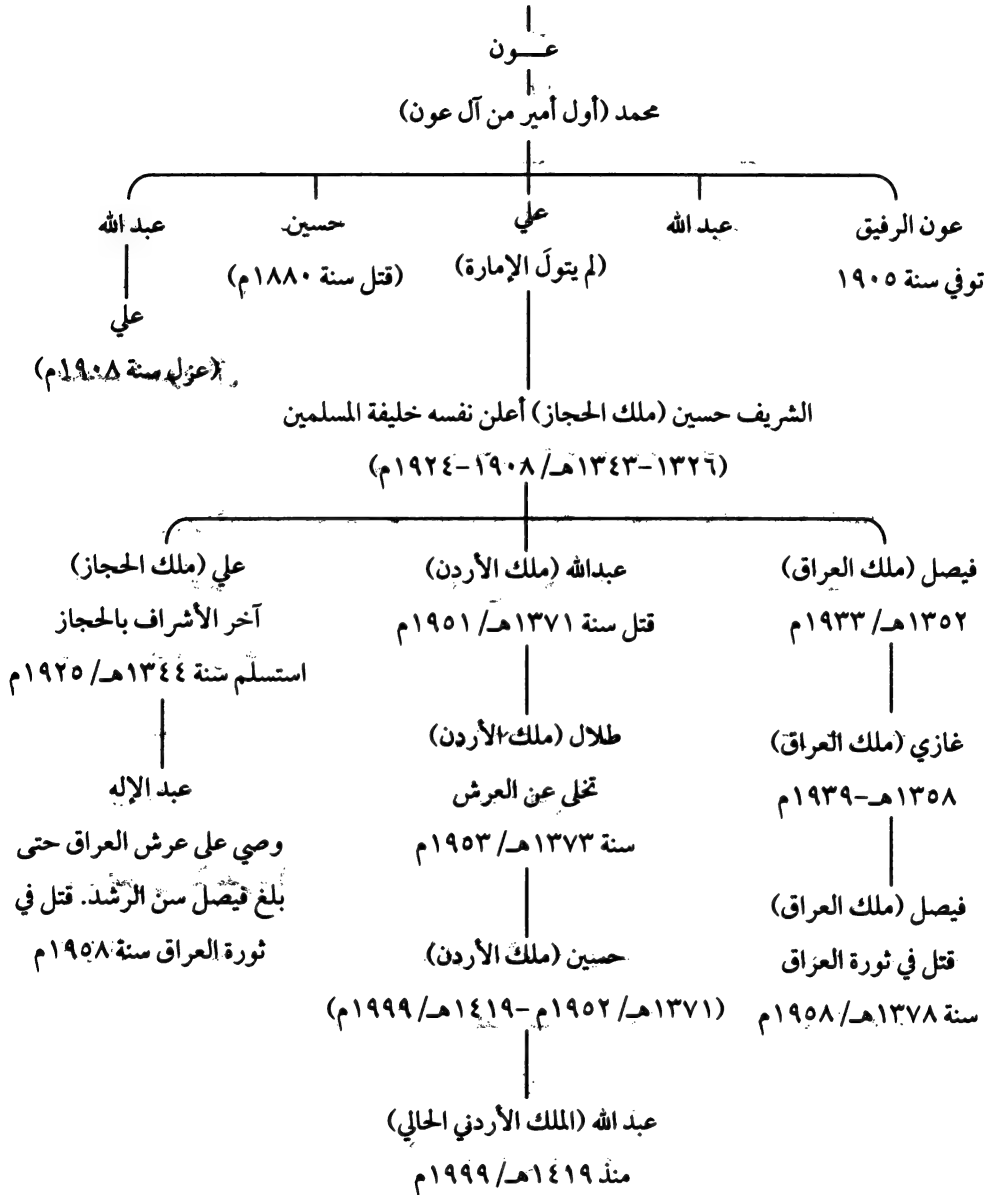 عـــون
محمد (أول أمير من آل عون)
عون الرفيق
توفي سنة ١٩٠٥
عبد الله
علي
(لم يتولَ الإمارة)
حسين
(قتل سنة ١٨٨٠م)
عبد الله
علي
(عزل سنة ١٩٠٨م)
الشريف حسين (ملك الحجاز) أعلن نفسه خليفة المسلمين
(١٣٢٦-١٣٤٣هـ/ ١٩٠٨-١٩٢٤م)
فيصل (ملك العراق)
١٣٥٢هـ/ ١٩٣٣م
غازي (ملك العراق)
١٣٥٨هـ-١٩٣٩م
فيصل (ملك العراق)
قتل في ثورة العراق
سنة ١٣٧٨هـ/ ١٩٥٨م
عبدالله (ملك الأردن)
قتل سنة ١٣٧١هـ/ ١٩٥١م
طلال (ملك الأردن)
تخلى عن العرش
سنة ١٣٧٣هـ/ ١٩٥٣م
حسين (ملك الأردن)
(١٣٧١هـ/ ١٩٥٢م -١٤١٩هـ/ ١٩٩٩م)
عبد الله (الملك الأردني الحالي)
منذ ١٤١٩هـ/ ١٩٩٩م
علي (ملك الحجاز)
آخر الأشراف بالحجاز
استسلم سنة ١٣٤٤هـ/ ١٩٢٥م
عبد الإله
وصي على عرش العراق حتى
بلغ فيصل سن الرشد. قتل في
ثورة العراق سنة ١٩٥٨م